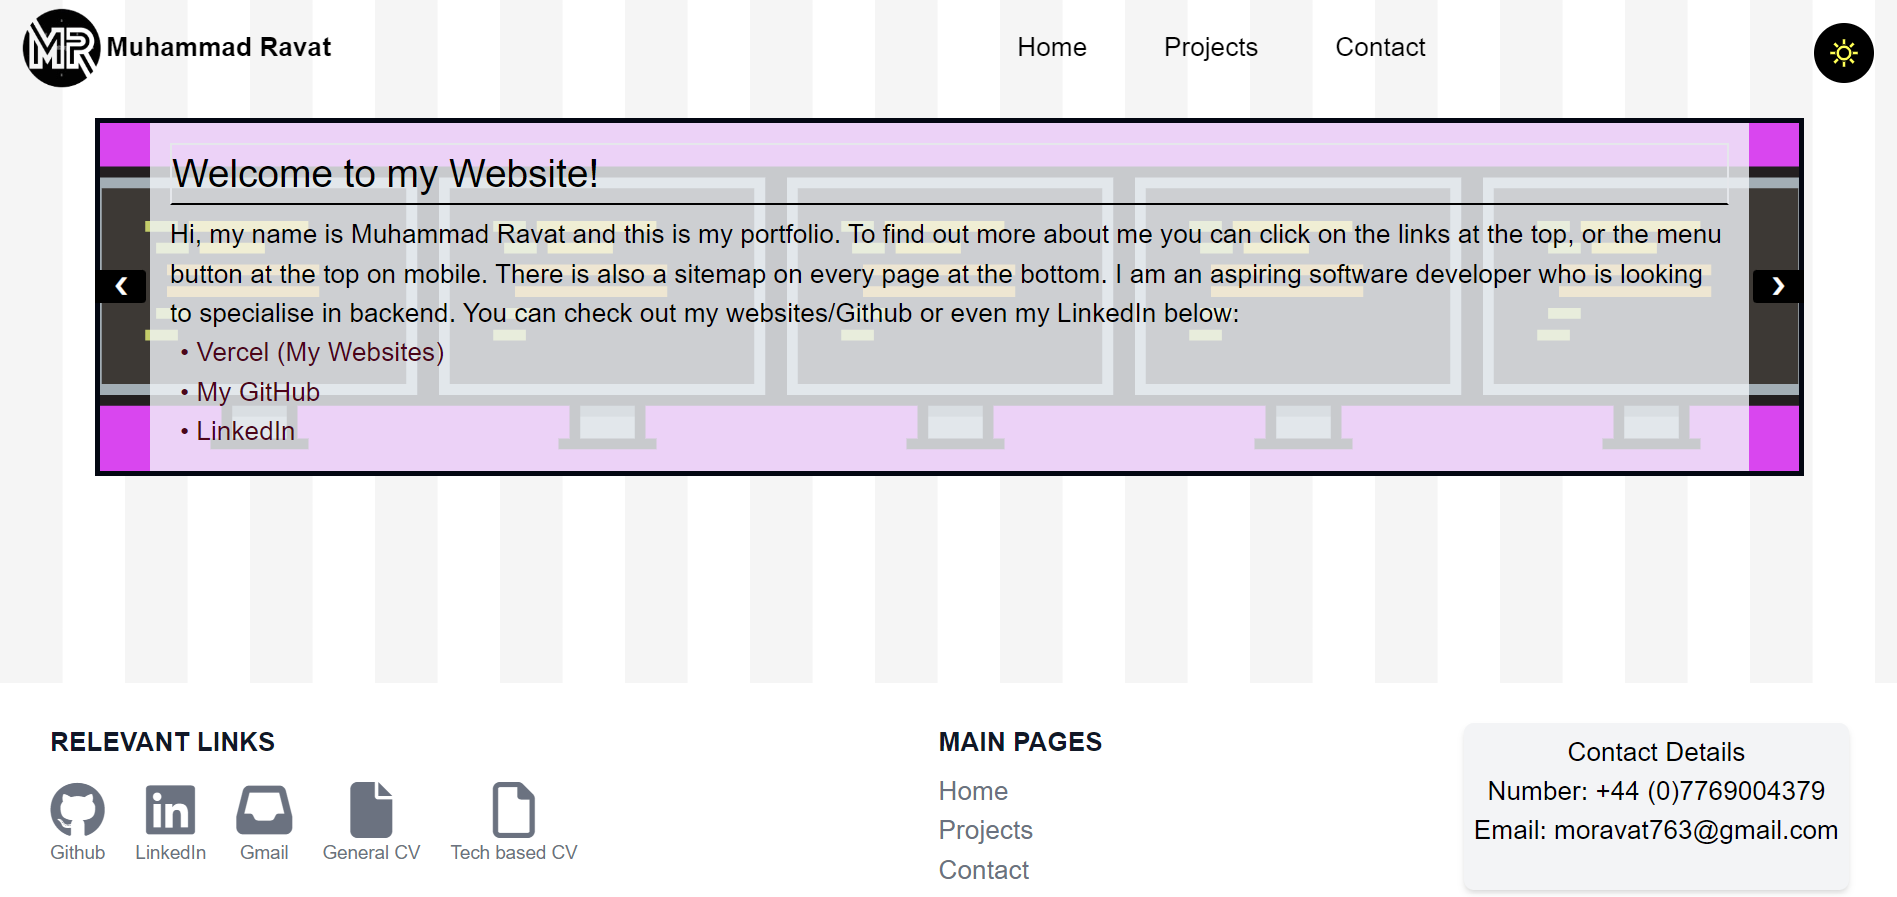 MR Muhammad Ravat
Home Projects Contact
Welcome to my Website!
Hi, my name is Muhammad Ravat and this is my portfolio. To find out more about me you can click on the links at the top, or the menu
button at the top on mobile. There is also a sitemap on every page at the bottom. I am an aspiring software developer who is looking
to specialise in backend. You can check out my websites/Github or even my LinkedIn below:
• Vercel (My Websites)
• My GitHub
• LinkedIn
RELEVANT LINKS
in
Github LinkedIn Gmail General CV Tech based CV
MAIN PAGES
Home
Projects
Contact
Contact Details
Number: +44 (0)7769004379
Email: moravat763@gmail.com